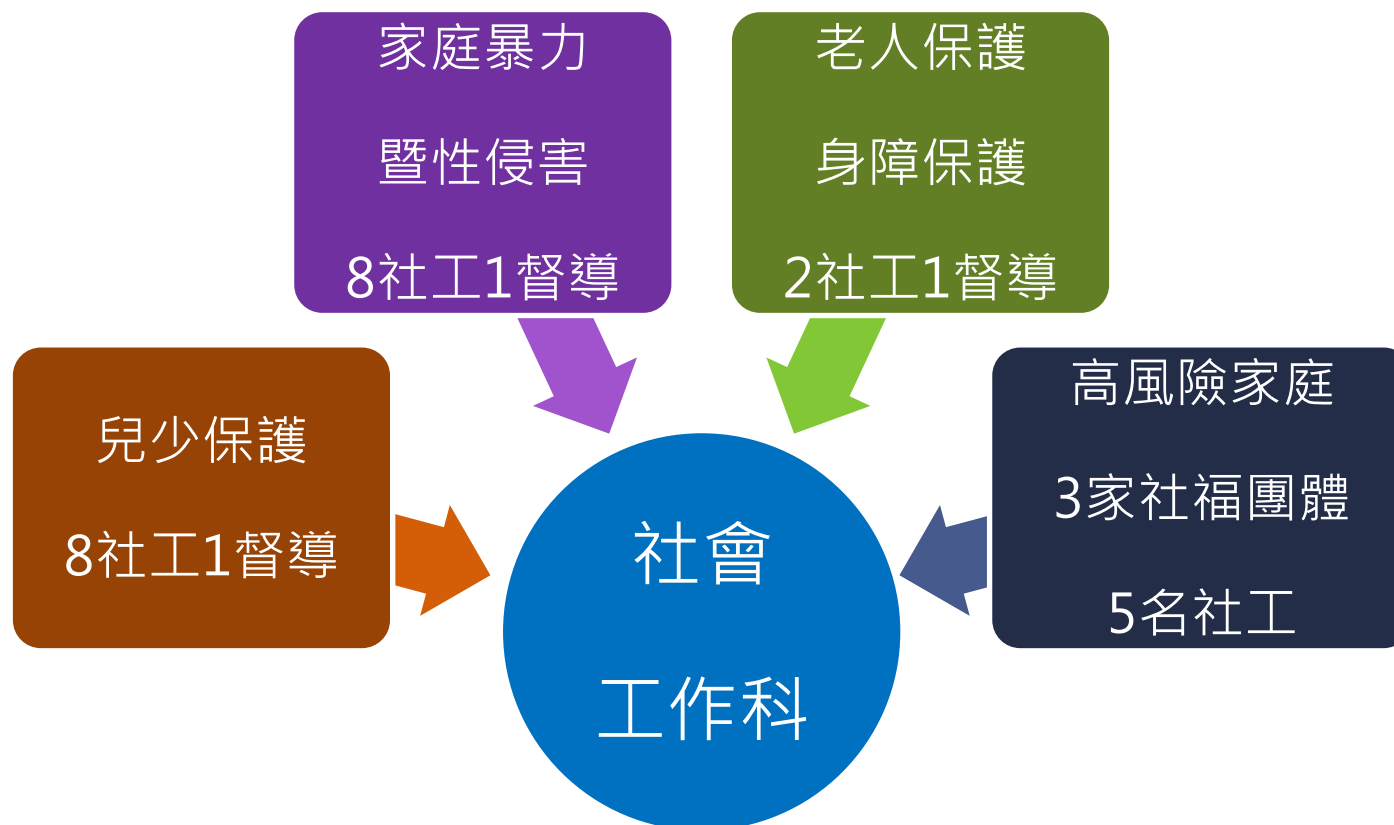 家庭暴力
暨性侵害
8社工1督導
老人保護
身障保護
2社工1督導
兒少保護
8社工1督導
高風險家庭
3家社福團體
5名社工
社會
工作科